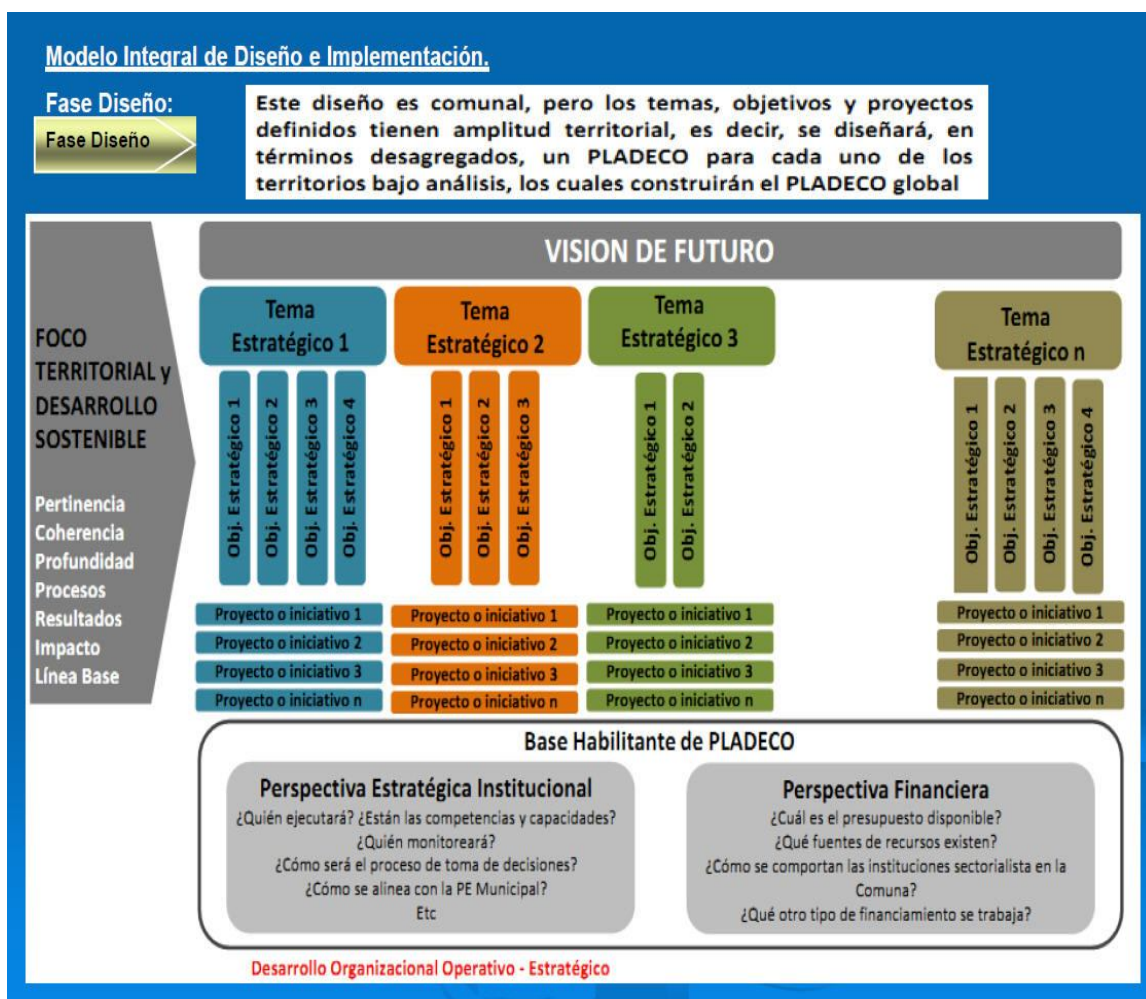 Modelo Integral de Diseño e Implementación.
Fase Diseño:
Fase Diseño
Este diseño es comunal, pero los temas, objetivos y proyectos
definidos tienen amplitud territorial, es decir, se diseñará, en
términos desagregados, un PLADECO para cada uno de los
territorios bajo análisis, los cuales construirán el PLADECO global
FOCO
TERRITORIAL y
DESARROLLO
SOSTENIBLE
Pertinencia
Coherencia
Profundidad
Procesos
Resultados
Impacto
Línea Base
VISION DE FUTURO
Tema
Estratégico 1
Obj. Estratégico 1
Obj. Estratégico 2
Obj. Estratégico 3
Obj. Estratégico 4
Proyecto o iniciativo 1
Proyecto o iniciativo 2
Proyecto o iniciativo 3
Proyecto o iniciativo n
Tema
Estratégico 2
Obj. Estratégico 1
Obj. Estratégico 2
Obj. Estratégico 3
Proyecto o iniciativo 1
Proyecto o iniciativo 2
Proyecto o iniciativo 3
Proyecto o iniciativo n
Tema
Estratégico 3
Obj. Estratégico 1
Obj. Estratégico 2
Proyecto o iniciativo 1
Proyecto o iniciativo 2
Proyecto o iniciativo 3
Proyecto o iniciativo n
Tema
Estratégico n
Obj. Estratégico 1
Obj. Estratégico 2
Obj. Estratégico 3
Obj. Estratégico 4
Proyecto o iniciativo 1
Proyecto o iniciativo 2
Proyecto o iniciativo 3
Proyecto o iniciativo n
Base Habilitante de PLADECO
Perspectiva Estratégica Institucional
¿Quién ejecutará? ¿Están las competencias y capacidades?
¿Quién monitoreará?
¿Cómo será el proceso de toma de decisiones?
¿Cómo se alinea con la PE Municipal?
Etc
Perspectiva Financiera
¿Cuál es el presupuesto disponible?
¿Qué fuentes de recursos existen?
¿Cómo se comportan las instituciones sectorialista en la
Comuna?
¿Qué otro tipo de financiamiento se trabaja?
Desarrollo Organizacional Operativo - Estratégico